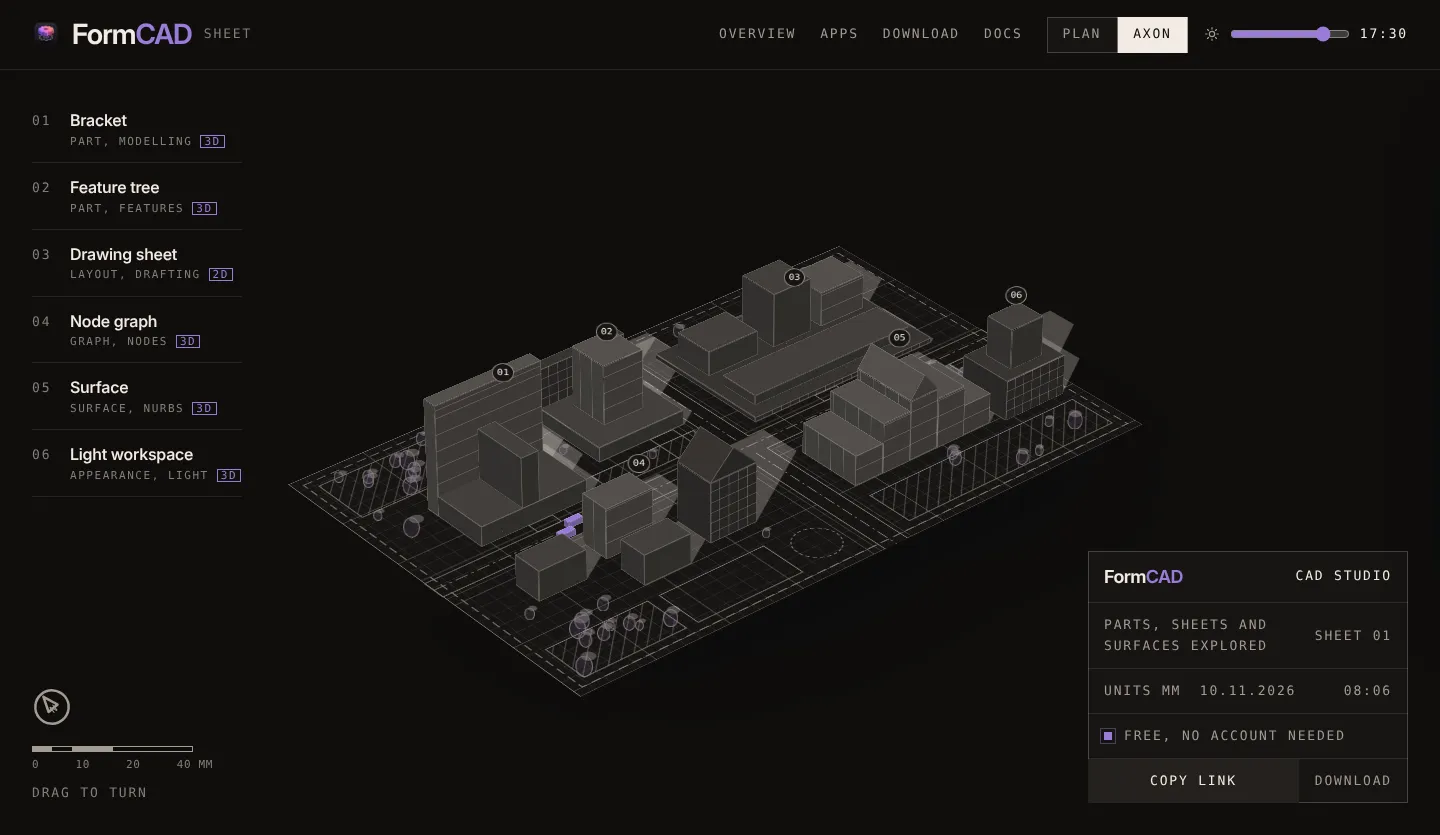 FormCAD SHEET
OVERVIEW APPS DOWNLOAD DOCS PLAN AXON 17:30
01 Bracket
PART, MODELLING 3D
02 Feature tree
PART, FEATURES 3D
03 Drawing sheet
LAYOUT, DRAFTING 2D
04 Node graph
GRAPH, NODES 3D
05 Surface
SURFACE, NURBS 3D
06 Light workspace
APPEARANCE, LIGHT 3D
03
06
02
05
01
04
FormCAD CAD STUDIO
PARTS, SHEETS AND
SURFACES EXPLORED
SHEET 01
UNITS MM 10.11.2026 08:06
FREE, NO ACCOUNT NEEDED
COPY LINK DOWNLOAD
0 10 20 40 MM
DRAG TO TURN